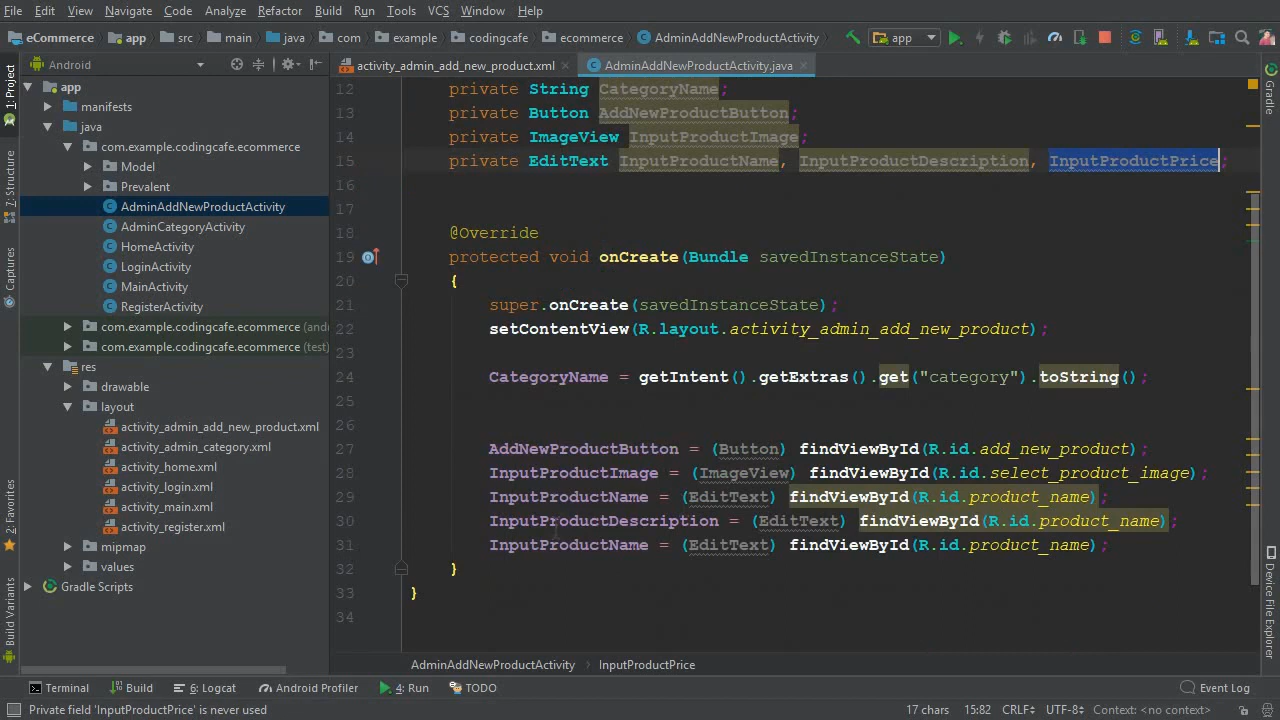 File Edit View Navigate Code Analyze Refactor Build Run Tools VCS Window Help
eCommerce app src main java com example codingcafe ecommerce AdminAddNewProductActivity app
Android activity_admin_add_new_product.xml AdminAddNewProductActivity.java
1: Project
7: Structure
Captures
2: Favorites
Build Variants
app
manifests
java
com.example.codingcafe.ecommerce
Model
Prevalent
AdminAddNewProductActivity
AdminCategoryActivity
HomeActivity
LoginActivity
MainActivity
RegisterActivity
com.example.codingcafe.ecommerce (and
com.example.codingcafe.ecommerce (test)
res
drawable
layout
activity_admin_add_new_product.xml
activity_admin_category.xml
activity_home.xml
activity_login.xml
activity_main.xml
activity_register.xml
mipmap
values
Gradle Scripts
12 private String CategoryName;
13 private Button AddNewProductButton;
14 private ImageView InputProductImage;
15 private EditText InputProductName, InputProductDescription, InputProductPrice;
16
17
18 @Override
19 protected void onCreate(Bundle savedInstanceState)
20 {
21 super.onCreate(savedInstanceState);
22 setContentView(R.layout.activity_admin_add_new_product);
23
24 CategoryName = getIntent().getExtras().get("category").toString();
25
26
27 AddNewProductButton = (Button) findViewById(R.id.add_new_product);
28 InputProductImage = (ImageView) findViewById(R.id.select_product_image);
29 InputProductName = (EditText) findViewById(R.id.product_name);
30 InputProductDescription = (EditText) findViewById(R.id.product_name);
31 InputProductName = (EditText) findViewById(R.id.product_name);
32 }
33 }
34
AdminAddNewProductActivity InputProductPrice
Gradle
Device File Explorer
Terminal Build 6: Logcat Android Profiler 4: Run TODO Event Log
Private field 'InputProductPrice' is never used 17 chars 15:82 CRLF UTF-8 Context: <no context>